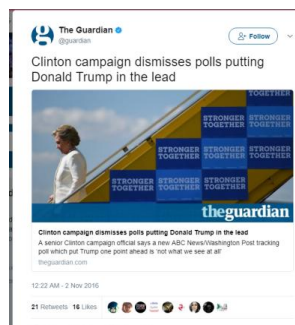 The Guardian
@guardian
Follow
Clinton campaign dismisses polls putting
Donald Trump in the lead
TOGETHER
STRONGER STRONGER
TOGETHER TOGETHER
STRONGER
TOGETHER
STRONGER STRONGER STRONGER
TOGETHER TOGETHER TOGETHER
theguardian
Clinton campaign dismisses polls putting Donald Trump in the lead
A senior Clinton campaign official says a new ABC News/Washington Post tracking
poll which put Trump one point ahead is 'not what we see at all'
theguardian.com
12:22 AM - 2 Nov 2016
21 Retweets 16 Likes